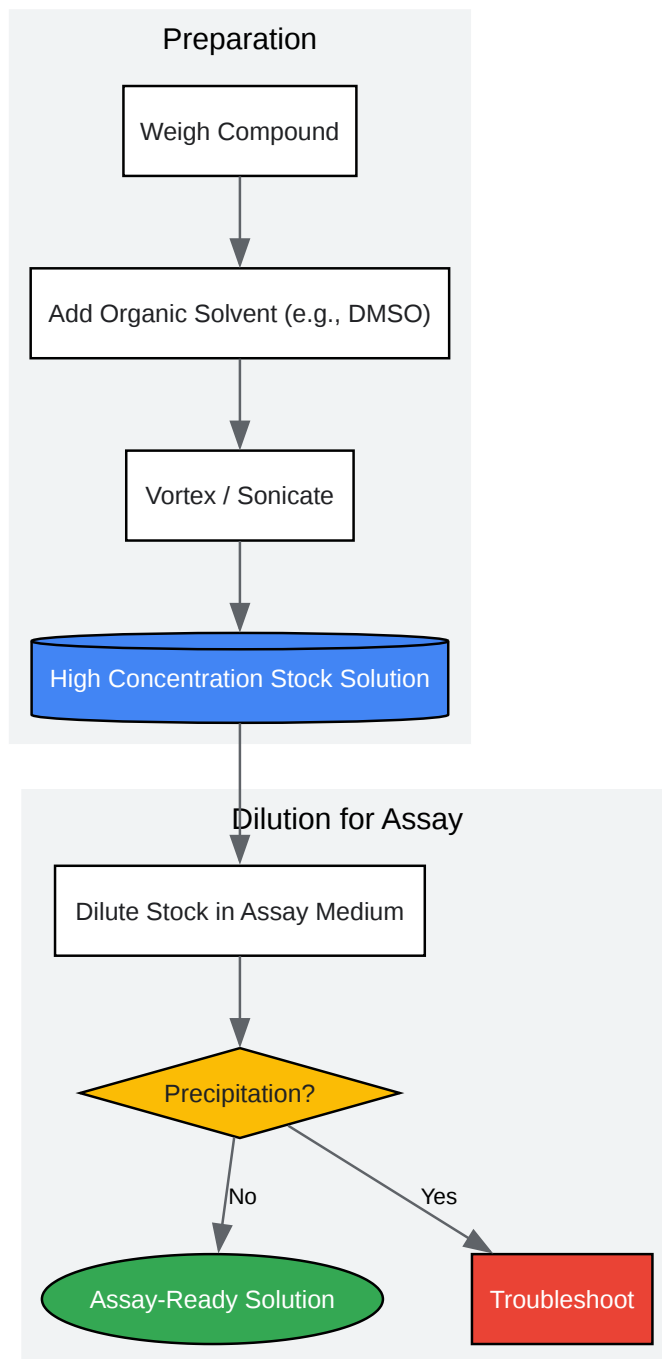 Preparation
Weigh Compound
Add Organic Solvent (e.g., DMSO)
Vortex / Sonicate
High Concentration Stock Solution
Dilution for Assay
Dilute Stock in Assay Medium
Precipitation?
No
Yes
Assay-Ready Solution
Troubleshoot